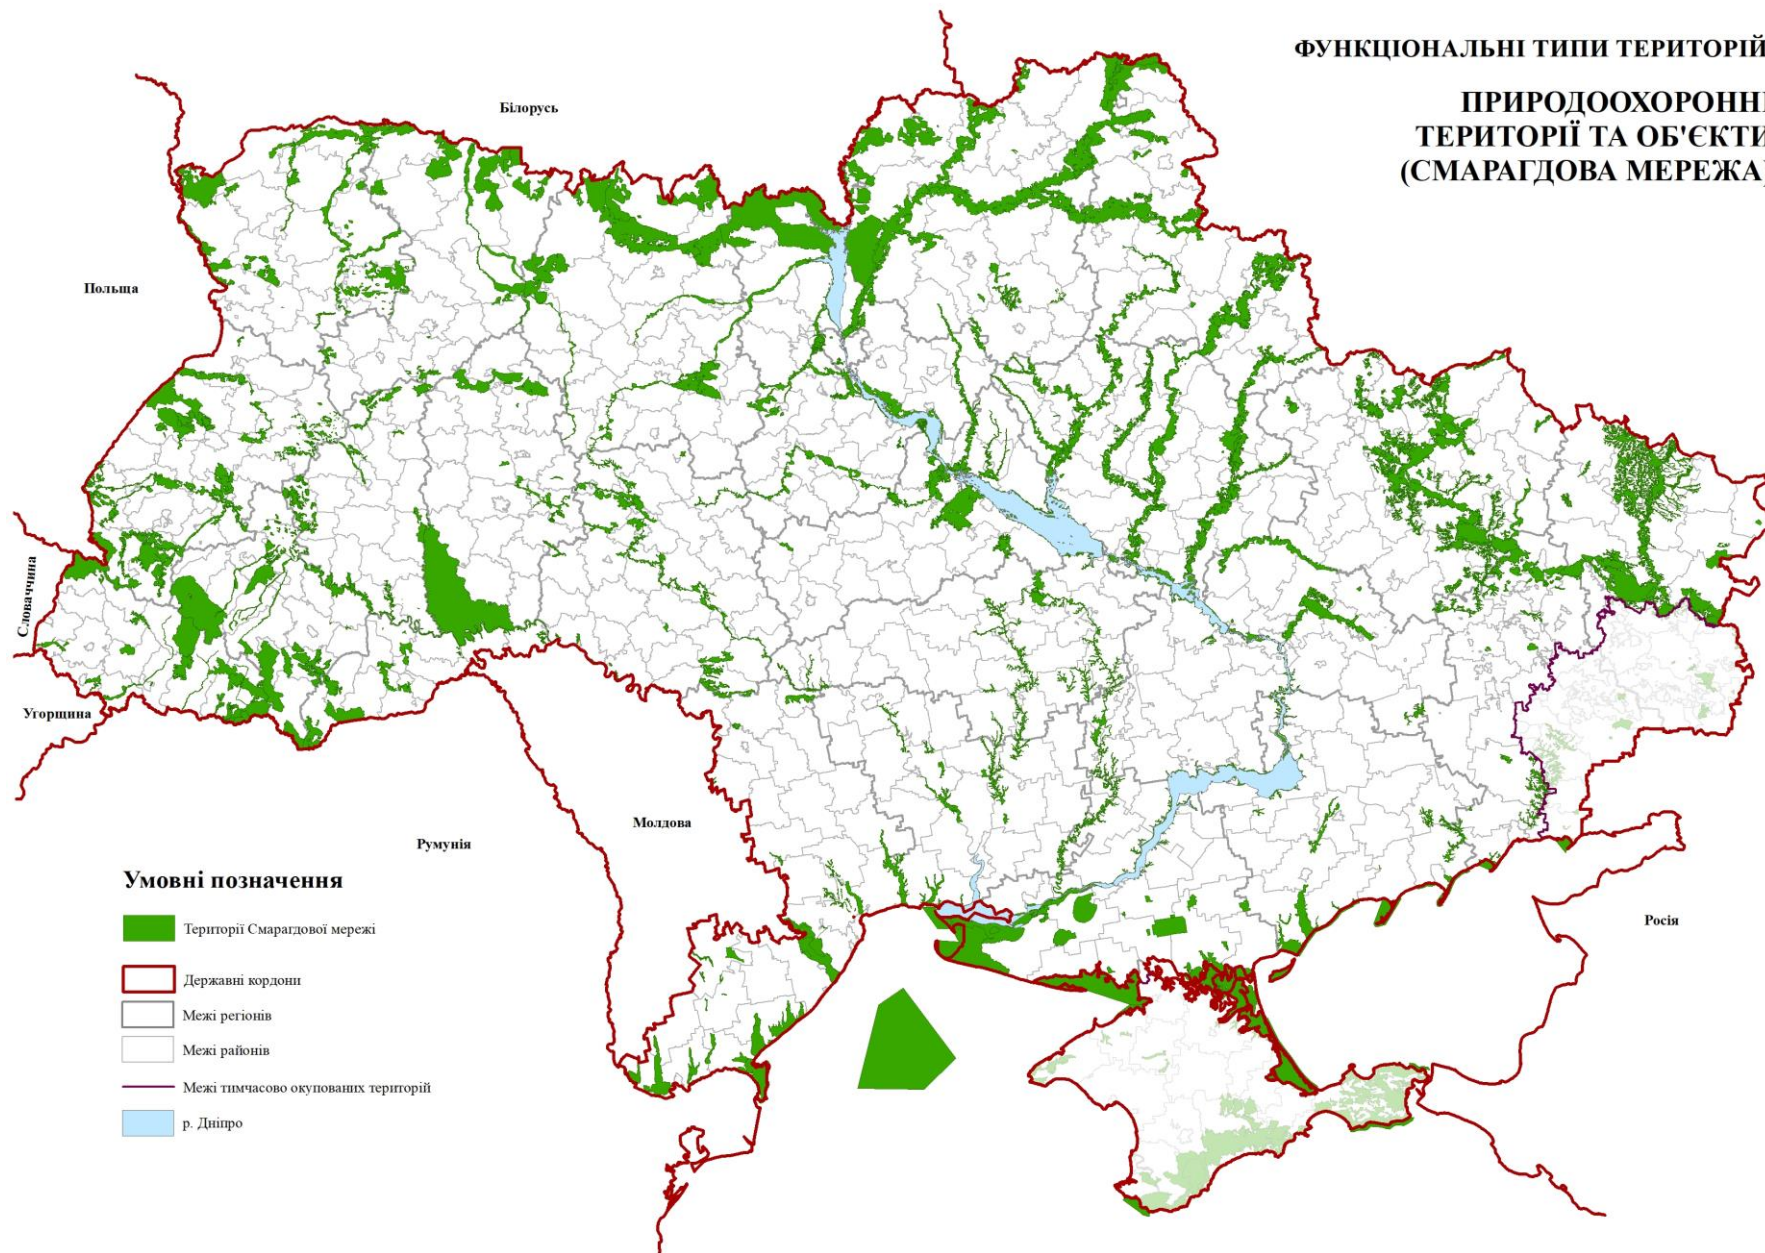 ФУНКЦІОНАЛЬНІ ТИПИ ТЕРИТОРІЙ
ПРИРОДООХОРОННІ
ТЕРИТОРІЇ ТА ОБ'ЄКТИ
(СМАРАГДОВА МЕРЕЖА)
Білорусь
Польща
Словаччина
Угорщина
Румунія
Молдова
Росія
Умовні позначення
Території Смарагдової мережі
Державні кордони
Межі регіонів
Межі районів
Межі тимчасово окупованих територій
р. Дніпро